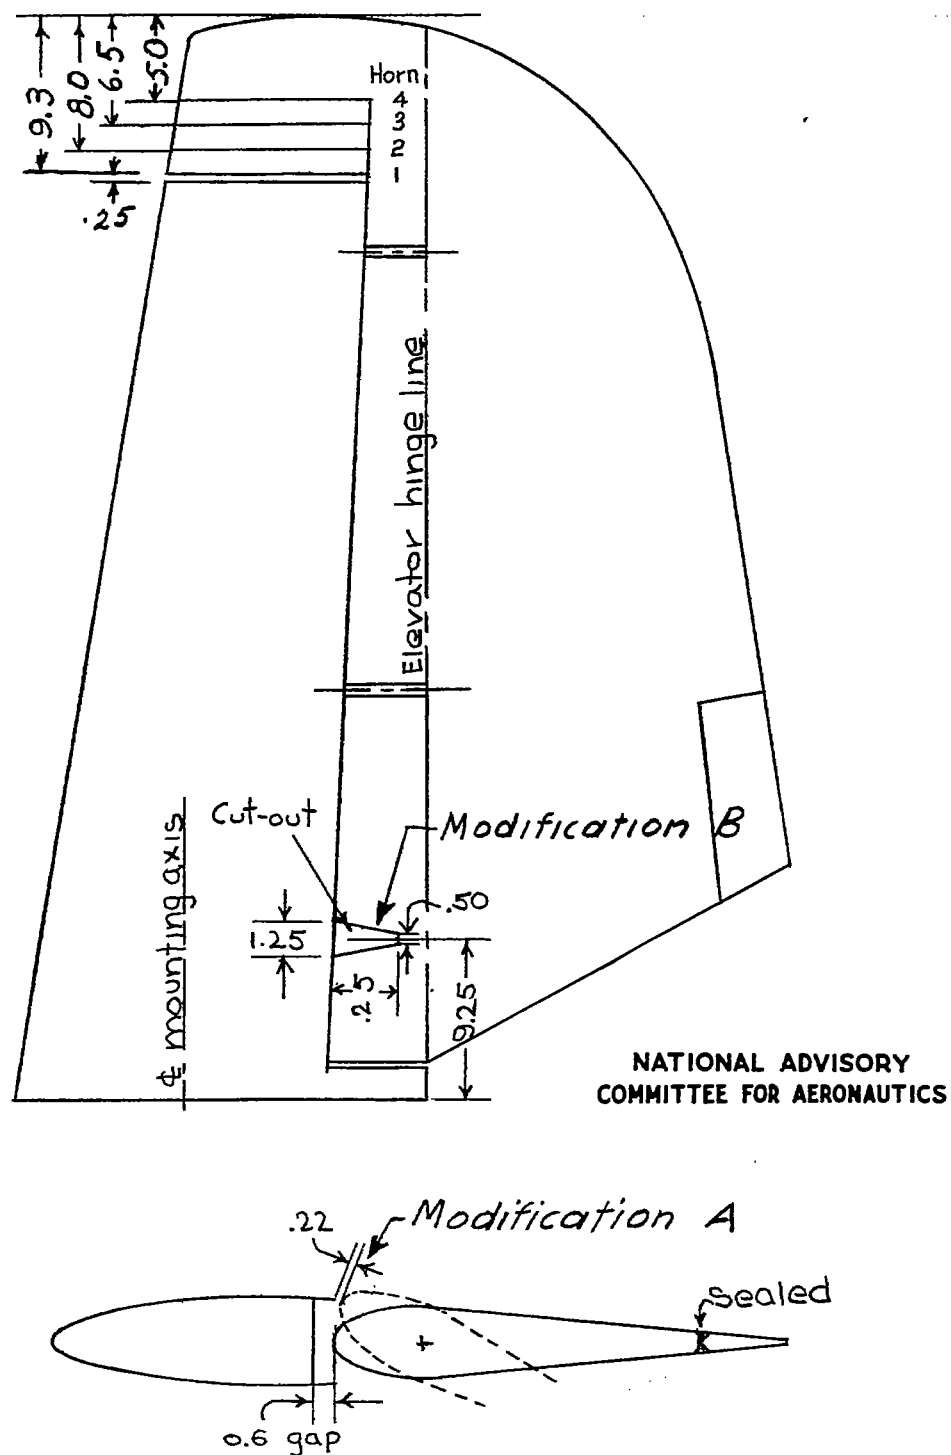 9.3
8.0
6.5
5.0
.25
Horn
4
3
2
1
Elevator hinge line
Cut-out
Modification B
.50
1.25
.25
9.25
℄ mounting axis
NATIONAL ADVISORY
COMMITTEE FOR AERONAUTICS
.22
Modification A
Sealed
0.6 gap